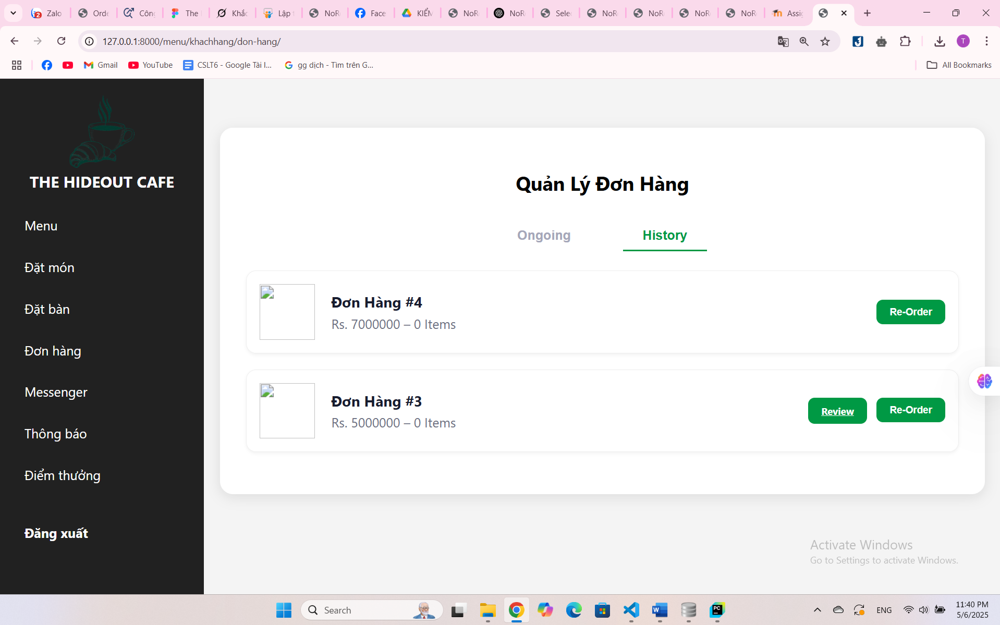 Zalo
Orde
Côn
The
Khắc
Lập t
NoR
Face
KIỂM
NoR
NoR
Sele
NoR
NoR
NoR
NoR
Assig
127.0.0.1:8000/menu/khachhang/don-hang/
T
Gmail
YouTube
CSLT6 - Google Tài l...
gg dịch - Tìm trên G...
All Bookmarks
THE HIDEOUT CAFE
Menu
Đặt món
Đặt bàn
Đơn hàng
Messenger
Thông báo
Điểm thưởng
Đăng xuất
Quản Lý Đơn Hàng
Ongoing
History
Đơn Hàng #4
Rs. 7000000 – 0 Items
Re-Order
Đơn Hàng #3
Rs. 5000000 – 0 Items
Review
Re-Order
Activate Windows
Go to Settings to activate Windows.
Search
ENG
11:40 PM
5/6/2025